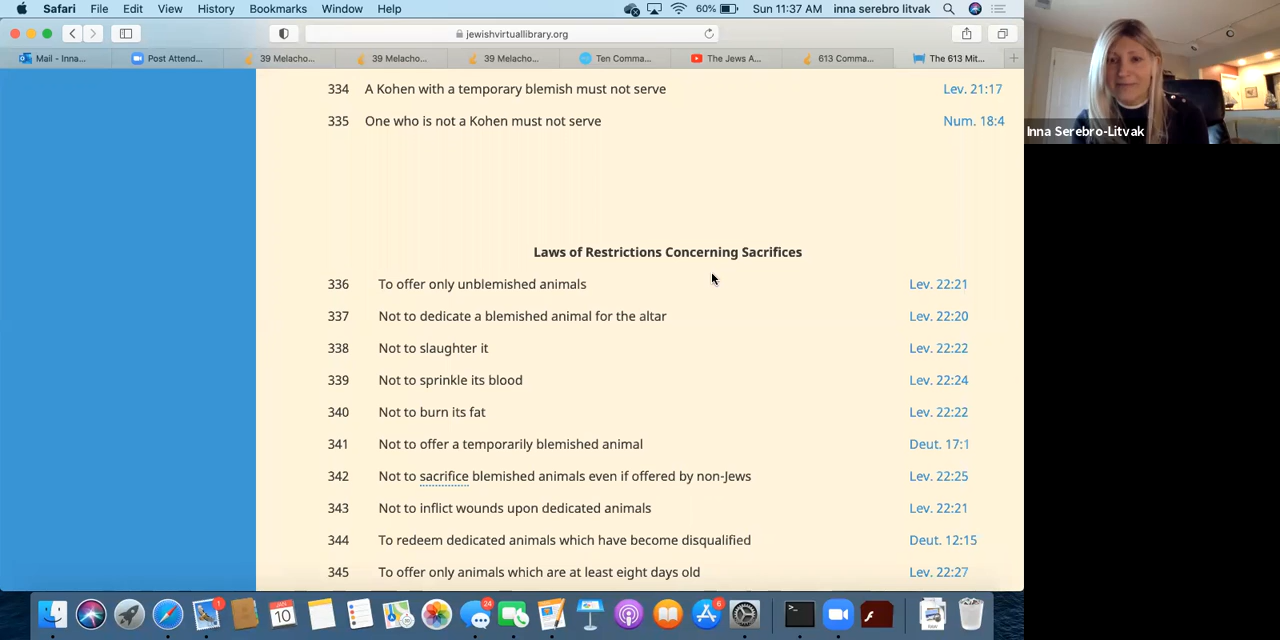 Safari File Edit View History Bookmarks Window Help 60% Sun 11:37 AM inna serebro litvak
jewishvirtuallibrary.org
Mail - Inna... Post Attend... 39 Melacho... 39 Melacho... 39 Melacho... Ten Comma... The Jews A... 613 Comma... The 613 Mit...
334 A Kohen with a temporary blemish must not serve Lev. 21:17
335 One who is not a Kohen must not serve Num. 18:4
Inna Serebro-Litvak
Laws of Restrictions Concerning Sacrifices
336 To offer only unblemished animals Lev. 22:21
337 Not to dedicate a blemished animal for the altar Lev. 22:20
338 Not to slaughter it Lev. 22:22
339 Not to sprinkle its blood Lev. 22:24
340 Not to burn its fat Lev. 22:22
341 Not to offer a temporarily blemished animal Deut. 17:1
342 Not to sacrifice blemished animals even if offered by non-Jews Lev. 22:25
343 Not to inflict wounds upon dedicated animals Lev. 22:21
344 To redeem dedicated animals which have become disqualified Deut. 12:15
345 To offer only animals which are at least eight days old Lev. 22:27
1 JAN 10 24 6